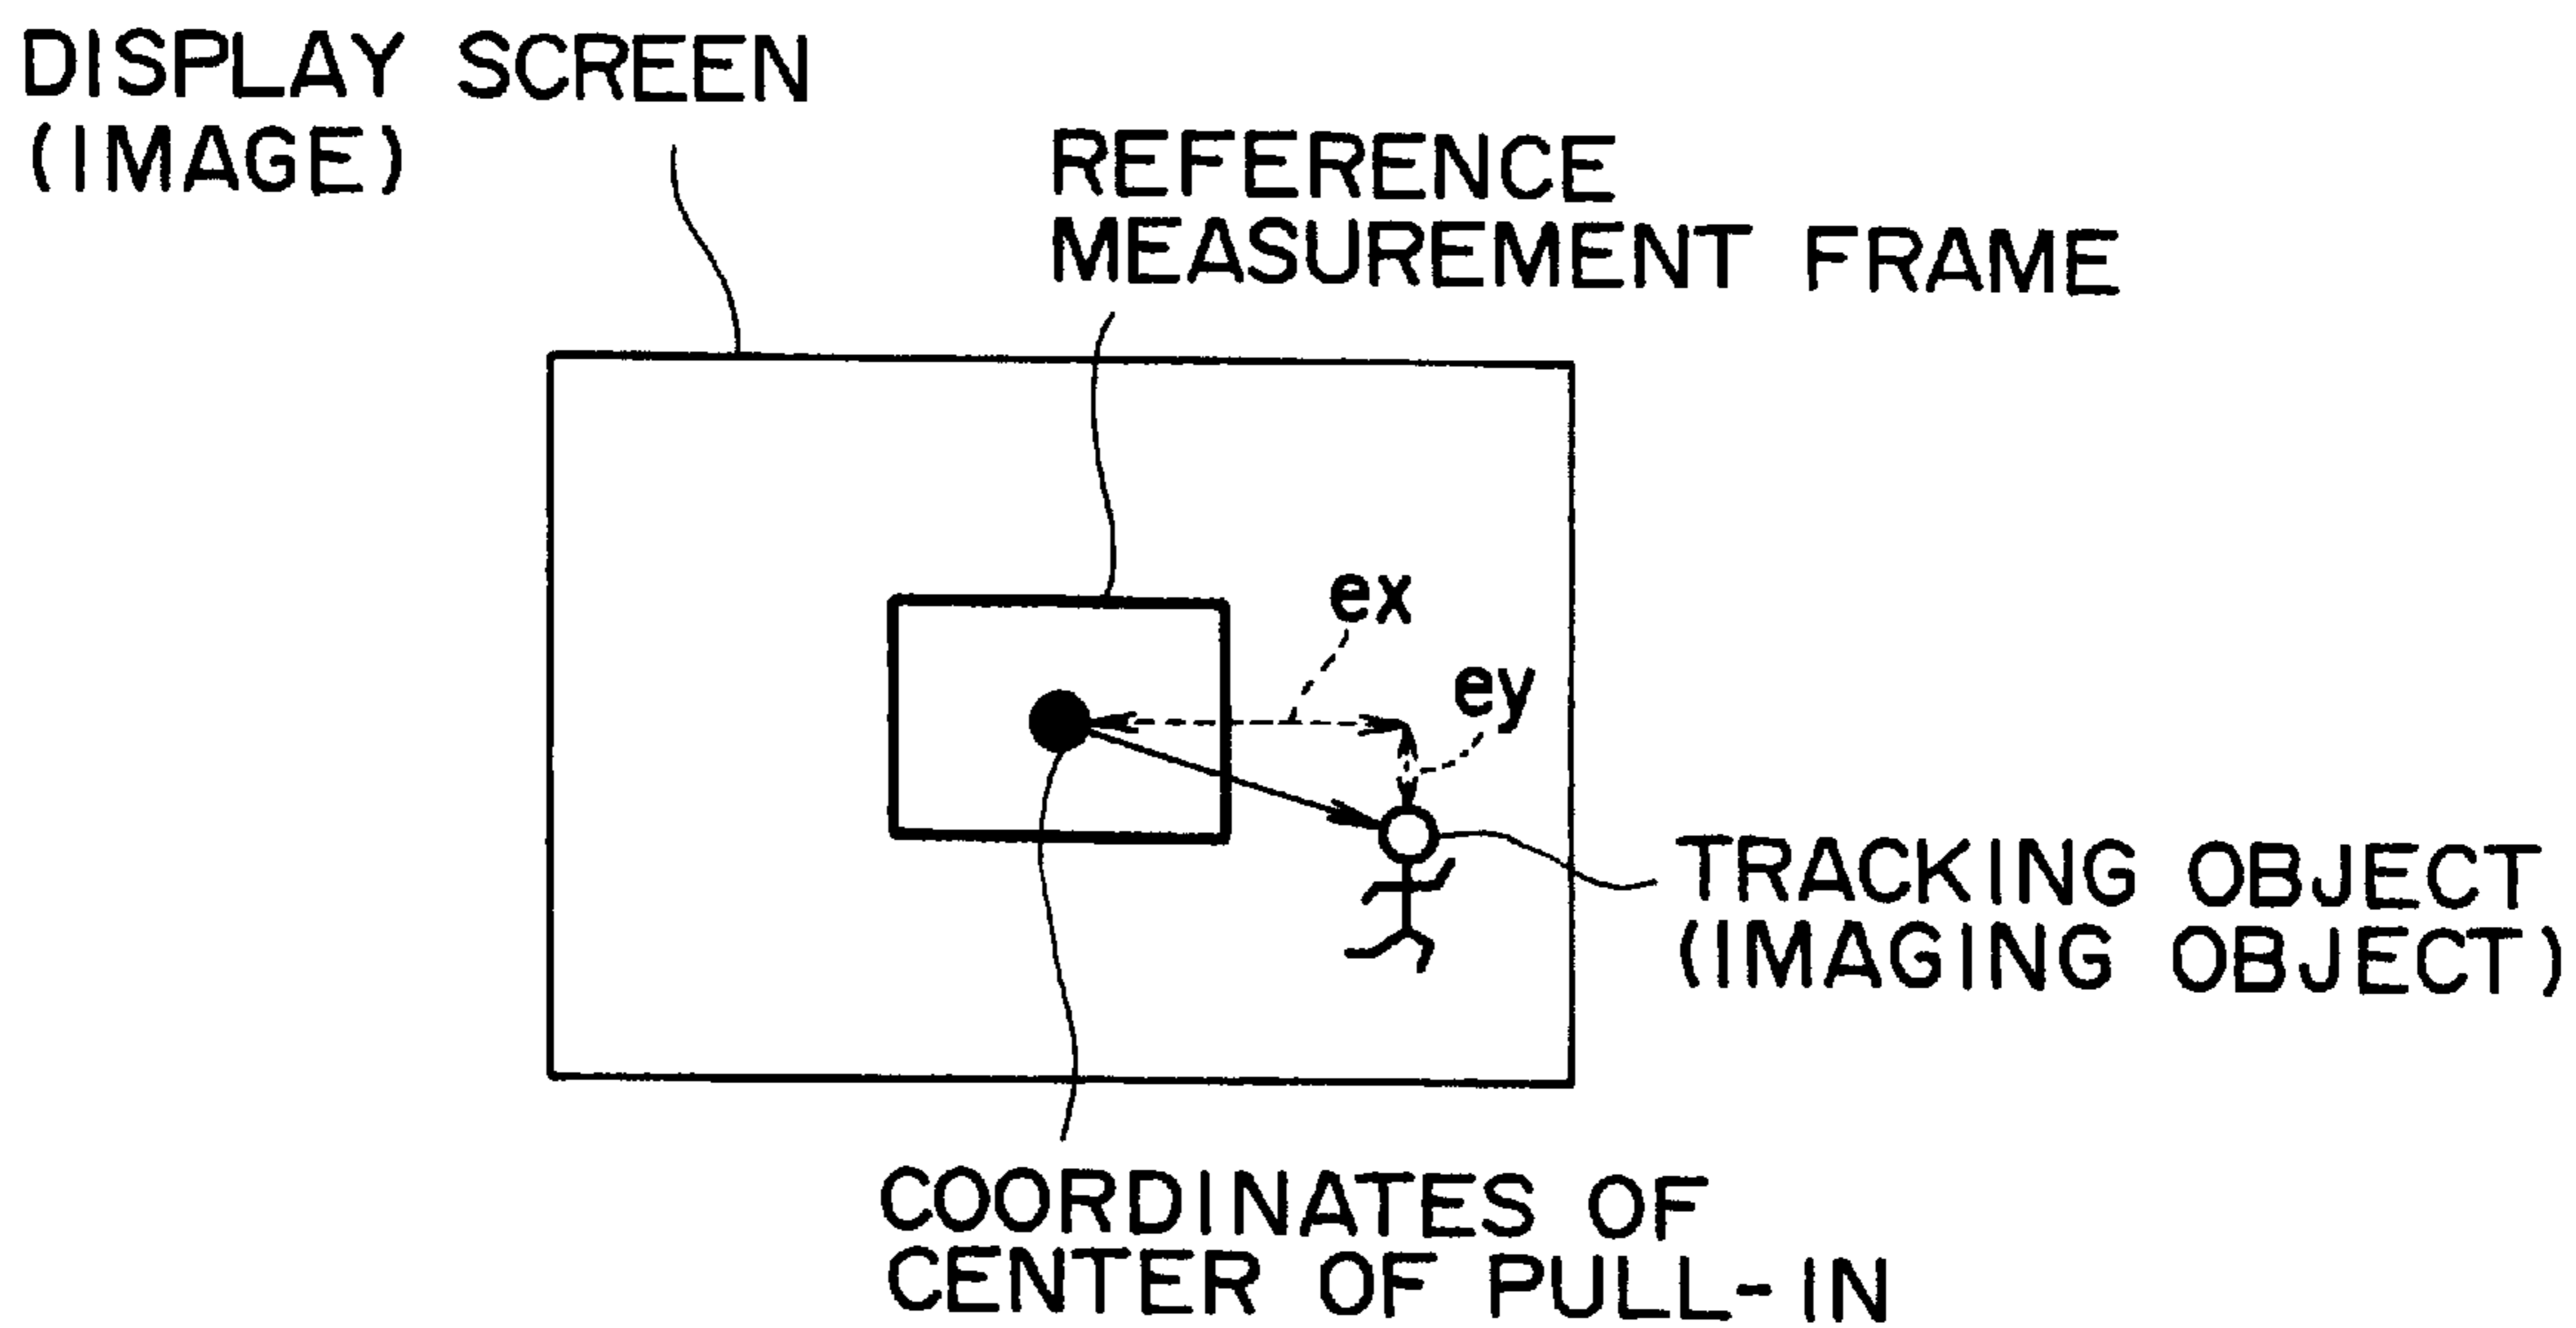 DISPLAY SCREEN
(IMAGE)
REFERENCE
MEASUREMENT FRAME
ex
ey
TRACKING OBJECT
(IMAGING OBJECT)
COORDINATES OF
CENTER OF PULL-IN